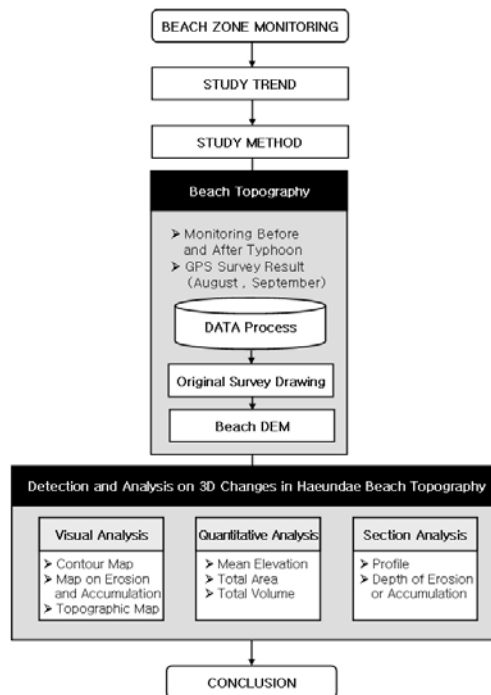 BEACH ZONE MONITORING
STUDY TREND
STUDY METHOD
Beach Topography
➢ Monitoring Before
and After Typhoon
➢ GPS Survey Result
(August , September)
DATA Process
Original Survey Drawing
Beach DEM
Detection and Analysis on 3D Changes in Haeundae Beach Topography
Visual Analysis
➢ Contour Map
➢ Map on Erosion
and Accumulation
➢ Topographic Map
Quantitative Analysis
➢ Mean Elevation
➢ Total Area
➢ Total Volume
Section Analysis
➢ Profile
➢ Depth of Erosion
or Accumulation
CONCLUSION